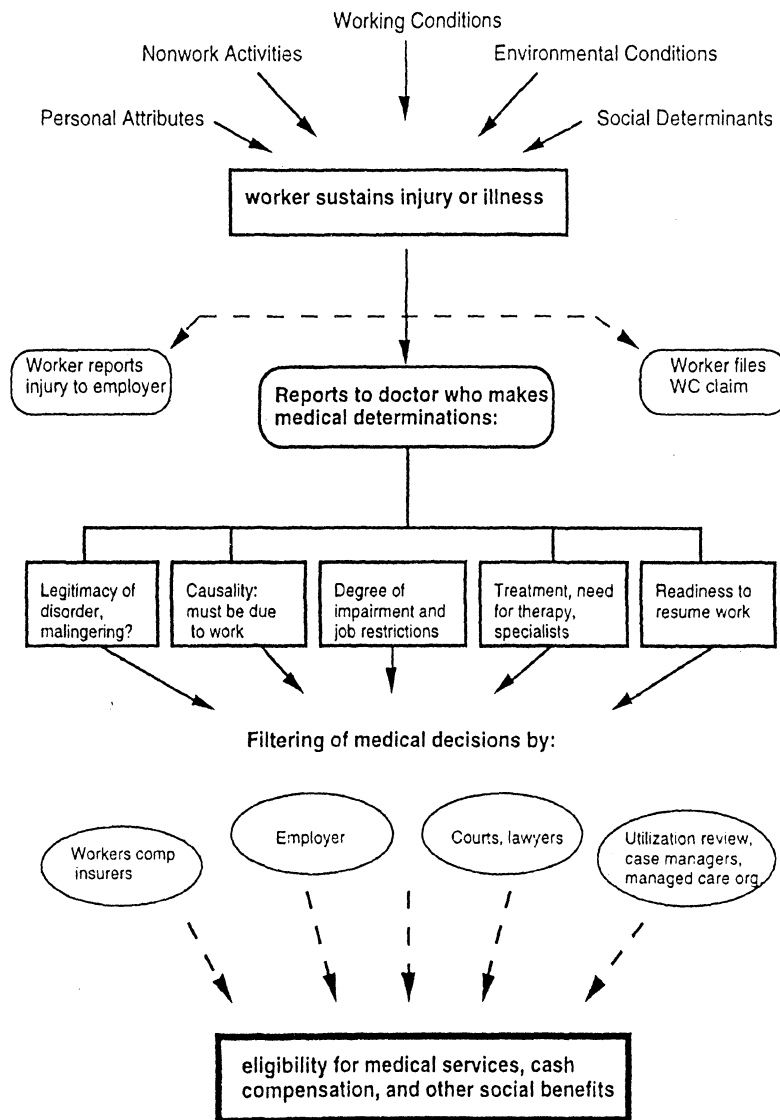 Working Conditions
Nonwork Activities
Environmental Conditions
Personal Attributes
Social Determinants
worker sustains injury or illness
Worker reports
injury to employer
Reports to doctor who makes
medical determinations:
Worker files
WC claim
Legitimacy of
disorder,
malingering?
Causality:
must be due
to work
Degree of
impairment and
job restrictions
Treatment, need
for therapy,
specialists
Readiness to
resume work
Filtering of medical decisions by:
Workers comp
insurers
Employer
Courts, lawyers
Utilization review,
case managers,
managed care org
eligibility for medical services, cash
compensation, and other social benefits